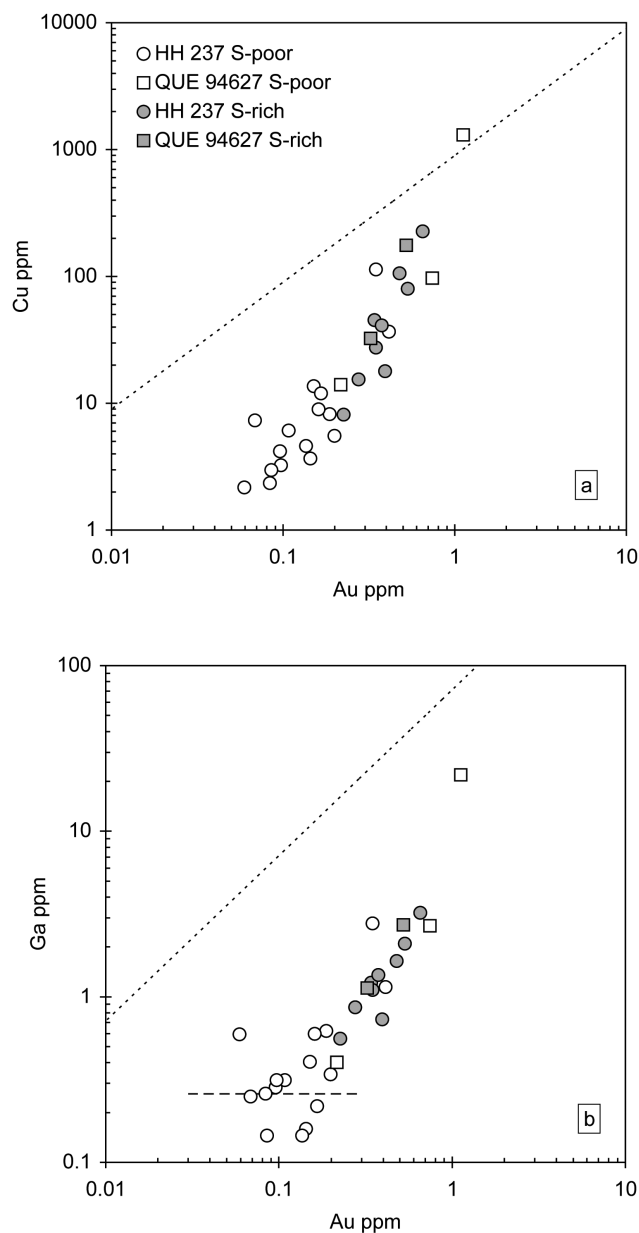 10000
1000
100
10
1
Cu ppm
HH 237 S-poor
QUE 94627 S-poor
HH 237 S-rich
QUE 94627 S-rich
a
0.01
0.1
1
10
Au ppm
100
10
1
0.1
Ga ppm
b
0.01
0.1
1
10
Au ppm